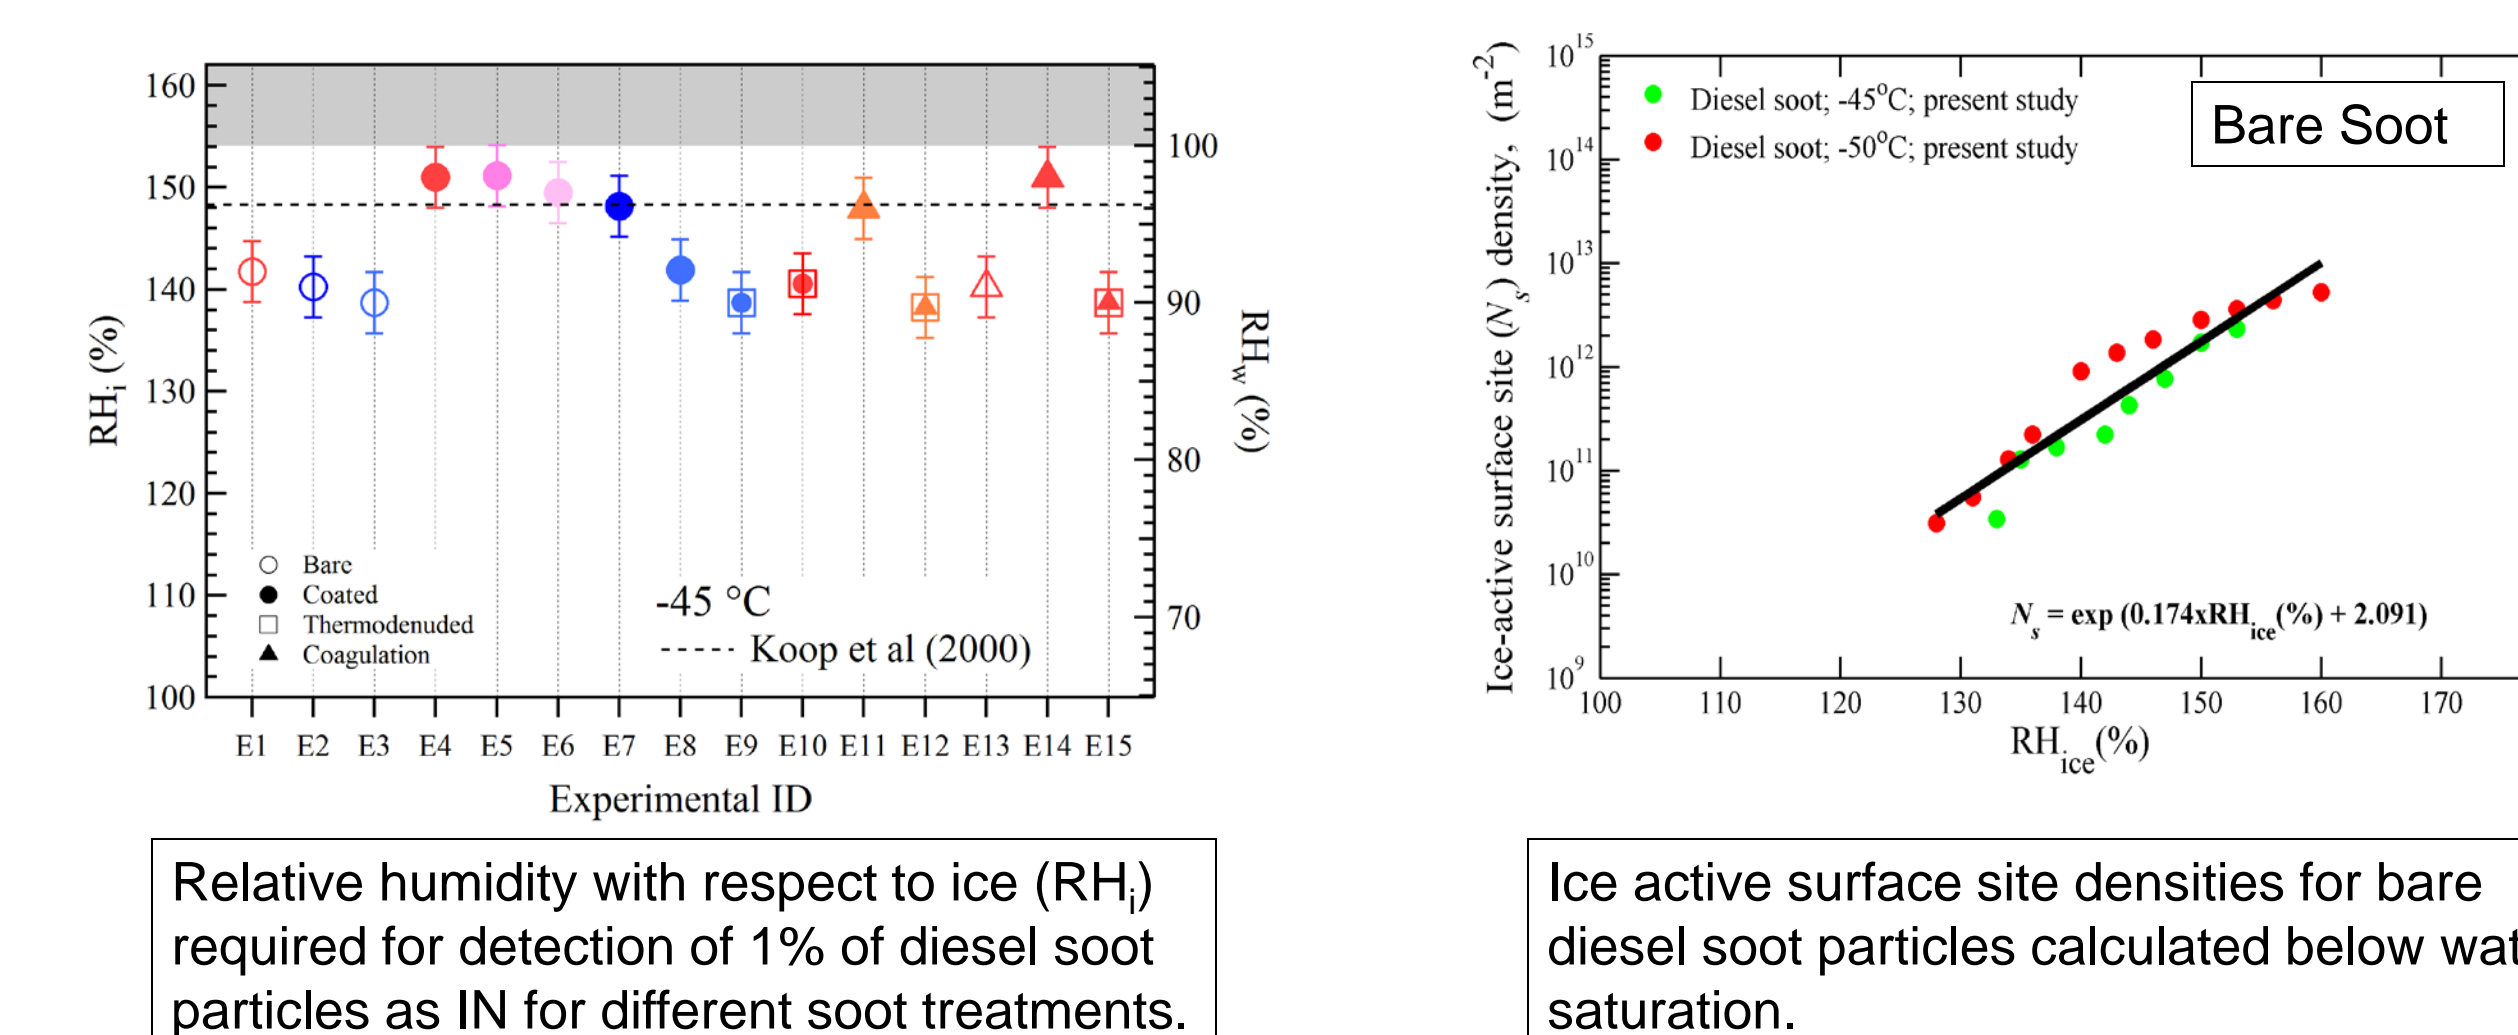 160
150
140
130
120
110
100
RHi (%)
100
90
80
70
RHw (%)
Bare
Coated
Thermodenuded
Coagulation
-45 °C
---- Koop et al (2000)
E1 E2 E3 E4 E5 E6 E7 E8 E9 E10 E11 E12 E13 E14 E15
Experimental ID
Relative humidity with respect to ice (RHi)
required for detection of 1% of diesel soot
particles as IN for different soot treatments.
Ice-active surface site (Ns) density, (m-2)
10^15
10^14
10^13
10^12
10^11
10^10
10^9
Diesel soot; -45°C; present study
Diesel soot; -50°C; present study
Bare Soot
Ns = exp (0.174xRHice(%) + 2.091)
100 110 120 130 140 150 160 170
RHice(%)
Ice active surface site densities for bare
diesel soot particles calculated below wat
saturation.